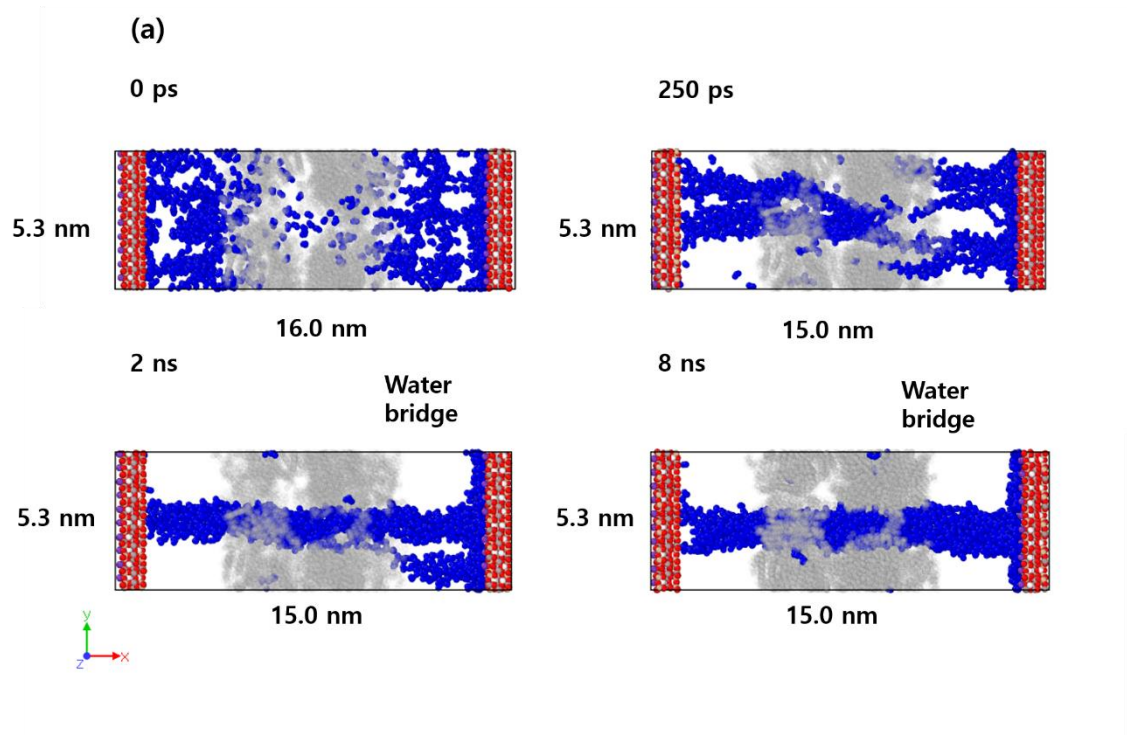 (a)
0 ps
250 ps
5.3 nm
5.3 nm
16.0 nm
15.0 nm
2 ns
8 ns
Water
bridge
Water
bridge
5.3 nm
5.3 nm
15.0 nm
15.0 nm
y
z
x